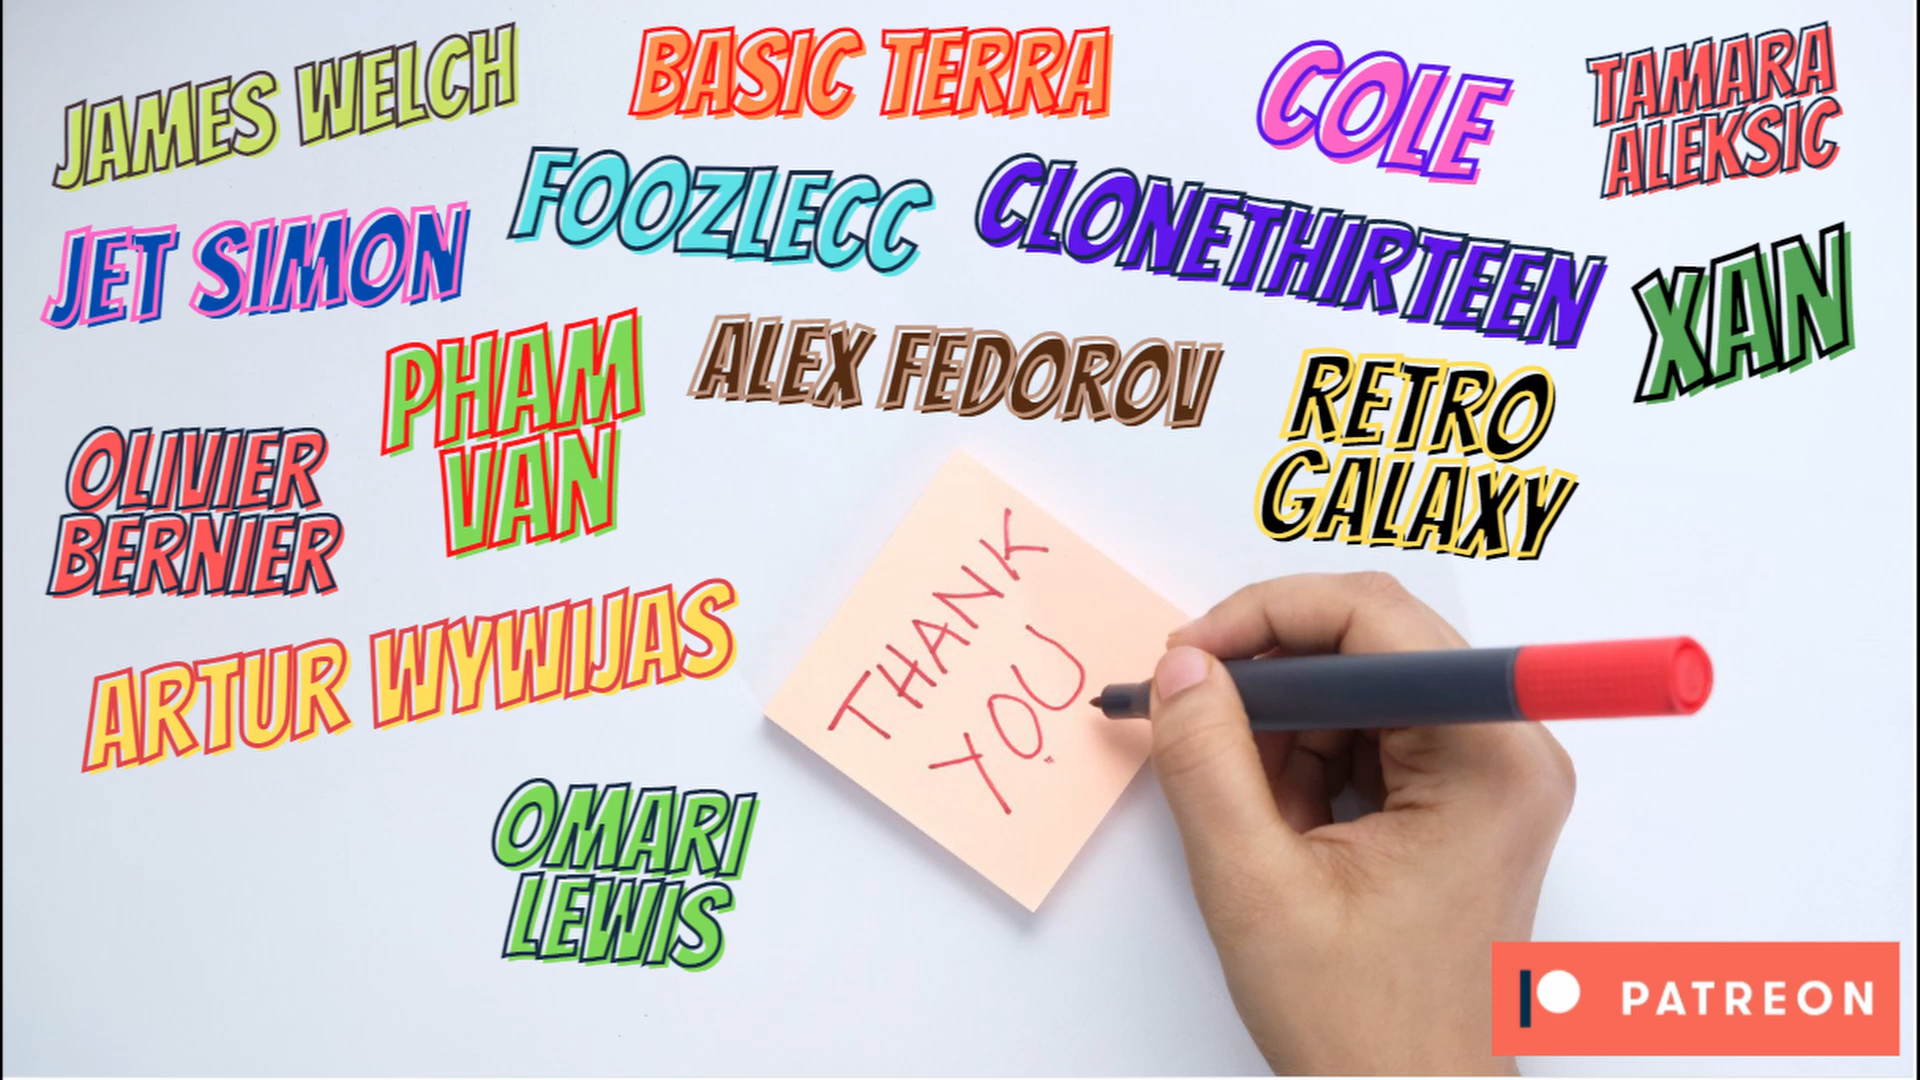 JAMES WELCH
BASIC TERRA
COLE
TAMARA
ALEKSIC
JET SIMON
FOOZLECC
CLONETHIRTEEN
XAN
PHAM
VAN
ALEX FEDOROV
RETRO
GALAXY
OLIVIER
BERNIER
ARTUR WYWIJAS
THANK
YOU
OMARI
LEWIS
PATREON